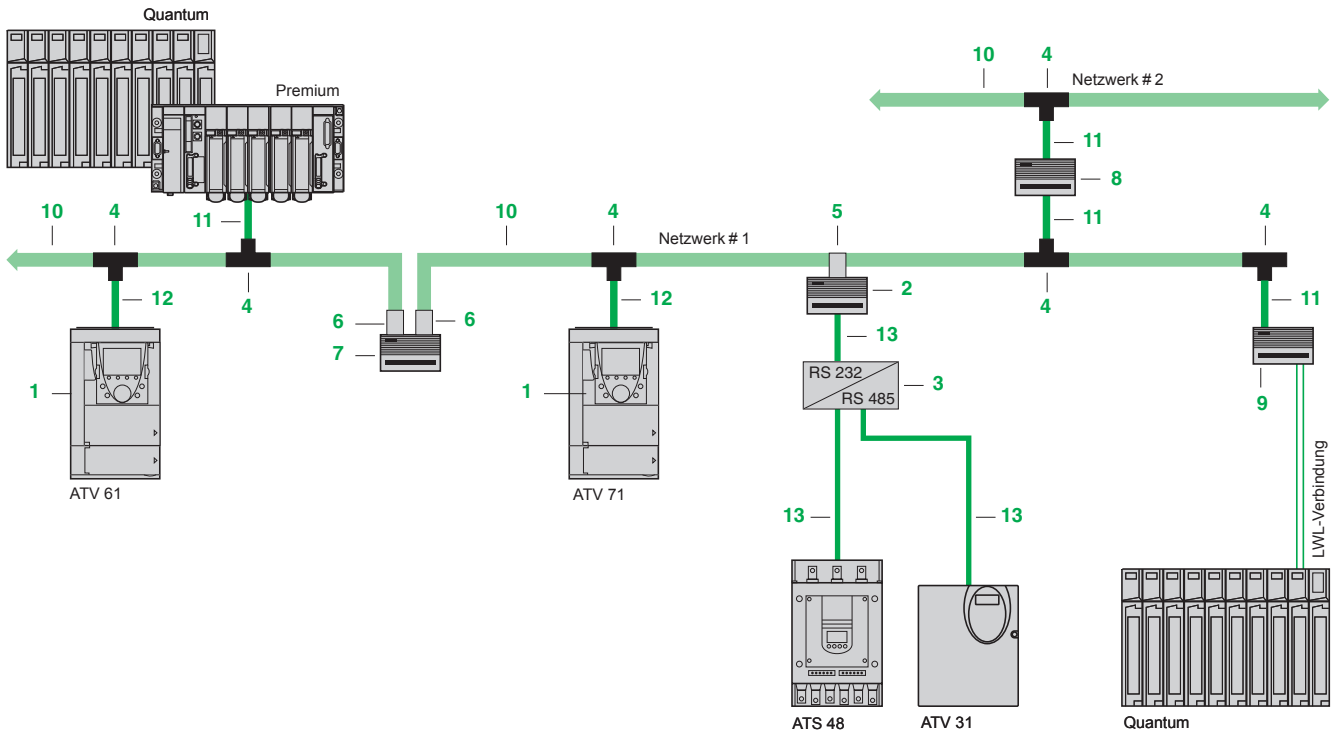 Quantum
Premium
10
4
Netzwerk # 2
11
8
11
10
4
11
10
4
Netzwerk # 1
5
4
12
4
6
6
7
12
2
4
11
13
RS 232
RS 485
3
9
1
1
ATV 61
ATV 71
13
13
LWL-Verbindung
ATS 48
ATV 31
Quantum